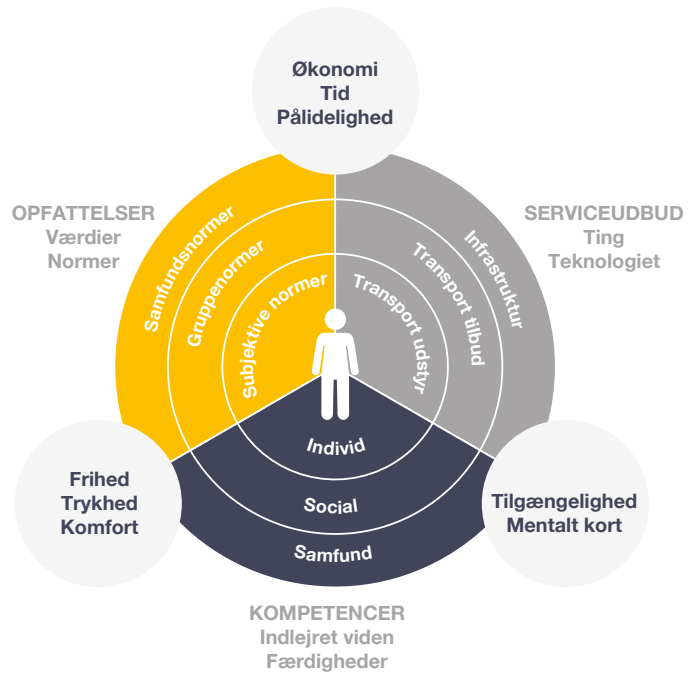 Økonomi
Tid
Pålidelighed
OPFATTELSER
Værdier
Normer
SERVICEUDBUD
Ting
Teknologiet
Samfundsnormer
Gruppenormer
Subjektive normer
Transport udstyr
Transport tilbud
Infrastruktur
Individ
Social
Samfund
Frihed
Trykhed
Komfort
Tilgængelighed
Mentalt kort
KOMPETENCER
Indlejret viden
Færdigheder